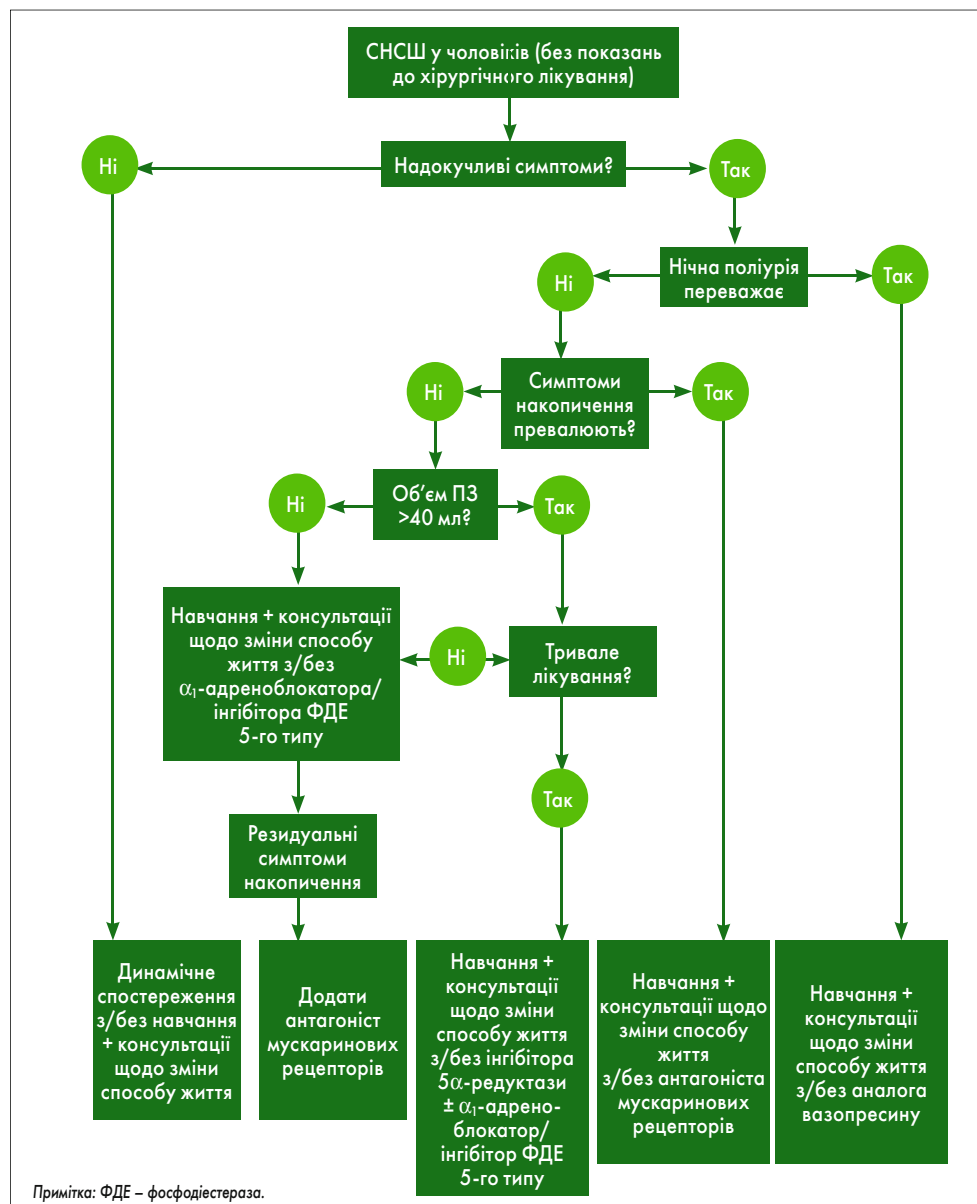 СНСШ у чоловіків (без показань
до хірургічного лікування)
Ні
Надокучливі симптоми?
Так
Ні
Нічна поліурія
переважає
Так
Ні
Симптоми
накопичення
превалюють?
Так
Ні
Об’єм ПЗ
>40 мл?
Так
Навчання + консультації
щодо зміни способу
життя з/без
α₁-адреноблокатора/
інгібітора ФДЕ
5-го типу
Ні
Тривале
лікування?
Так
Резидуальні
симптоми
накопичення
Динамічне
спостереження
з/без навчання
+ консультації
щодо зміни
способу життя
Додати
антагоніст
мускаринових
рецепторів
Навчання +
консультації
щодо зміни
способу життя
з/без інгібітора
5α-редуктази
± α₁-адрено-
блокатор/
інгібітор ФДЕ
5-го типу
Навчання +
консультації щодо
зміни способу
життя
з/без антагоніста
мускаринових
рецепторів
Навчання +
консультації
щодо зміни
способу життя
з/без аналога
вазопресину
Примітка: ФДЕ – фосфодіестераза.